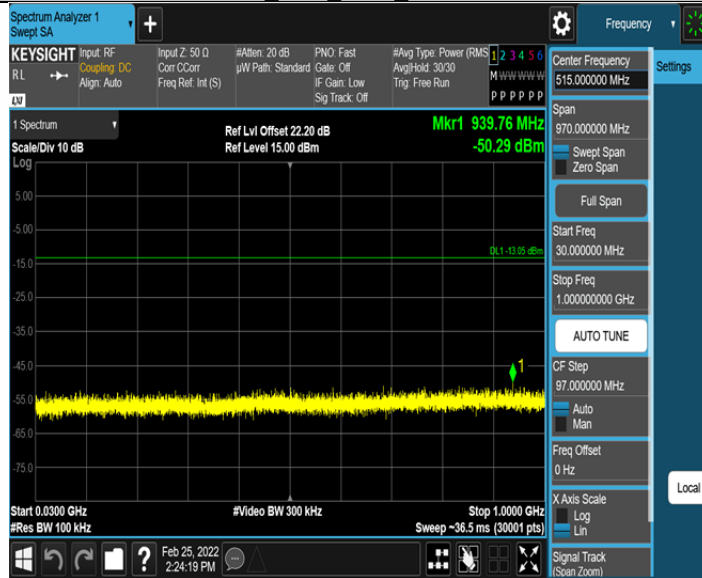 Spectrum Analyzer 1
Swept SA
+
Frequency
KEYSIGHT
RL
LXI
Input: RF
Coupling: DC
Align: Auto
Input Z: 50 Ω
Corr CCorr
Freq Ref: Int (S)
#Atten: 20 dB
µW Path: Standard
PNO: Fast
Gate: Off
IF Gain: Low
Sig Track: Off
#Avg Type: Power (RMS
Avg|Hold: 30/30
Trig: Free Run
1 2 3 4 5 6
M W W W W W
P P P P P P
Center Frequency
515.000000 MHz
Settings
1 Spectrum
Scale/Div 10 dB
Ref Lvl Offset 22.20 dB
Ref Level 15.00 dBm
Mkr1 939.76 MHz
-50.29 dBm
Log
5.00
-5.00
-15.0
-25.0
-35.0
-45.0
-55.0
-65.0
-75.0
DL1 -13.05 dBm
1
Span
970.000000 MHz
Swept Span
Zero Span
Full Span
Start Freq
30.000000 MHz
Stop Freq
1.000000000 GHz
AUTO TUNE
CF Step
97.000000 MHz
Auto
Man
Freq Offset
0 Hz
X Axis Scale
Log
Lin
Signal Track
(Span Zoom)
Local
Start 0.0300 GHz
#Res BW 100 kHz
#Video BW 300 kHz
Stop 1.0000 GHz
Sweep ~36.5 ms (30001 pts)
?
Feb 25, 2022
2:24:19 PM